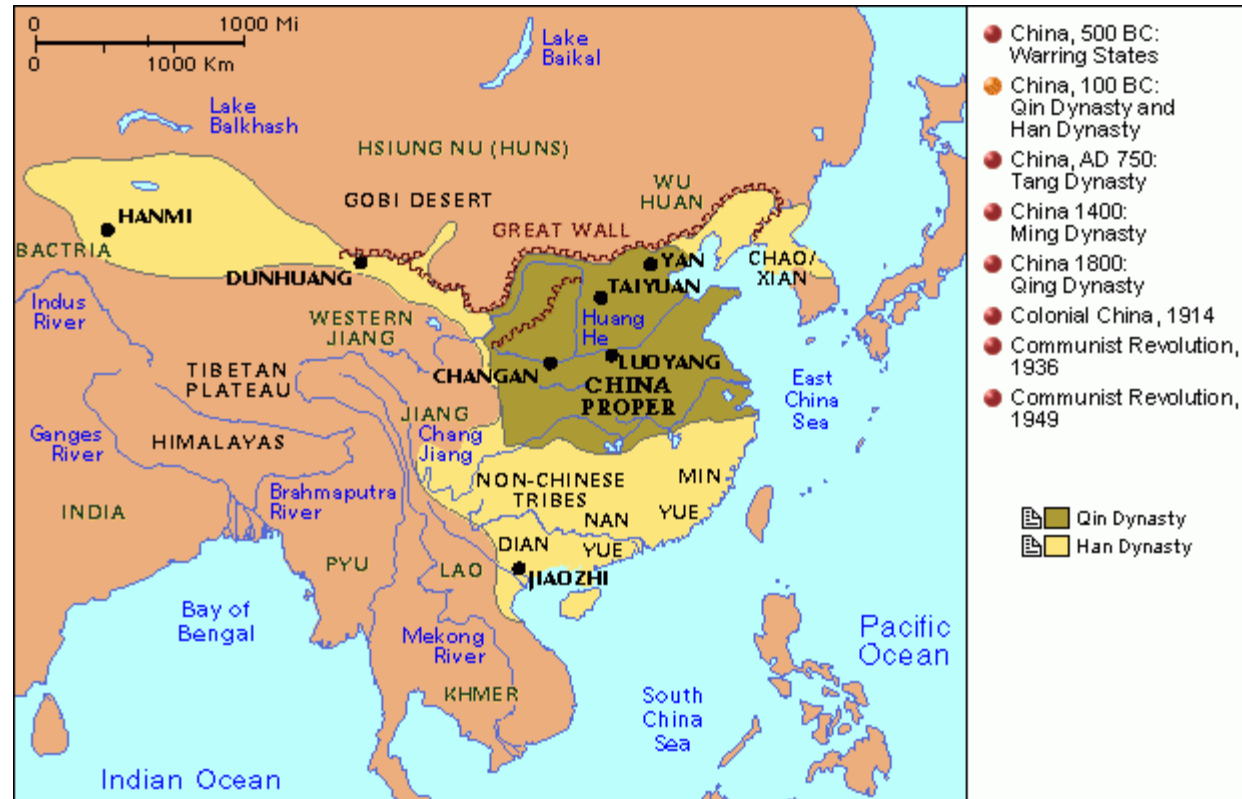 0 1000 Mi
0 1000 Km
Lake
Baikal
Lake
Balkhash
HSIUNG NU (HUNS)
WU
HUAN
GOBI DESERT
GREAT WALL
HANMI
BACTRIA
DUNHUANG
YAN
CHAO/
XIAN
TAIYUAN
Indus
River
WESTERN
JIANG
Huang
He
LUOYANG
CHANGAN
TIBETAN
PLATEAU
CHINA
PROPER
East
China
Sea
JIANG
Chang
Jiang
Ganges
River
HIMALAYAS
NON-CHINESE
TRIBES
MIN
YUE
Brahmaputra
River
INDIA
NAN
YUE
DIAN
PYU
LAO
JIAOZHI
Bay of
Bengal
Mekong
River
Pacific
Ocean
KHMER
South
China
Sea
Indian Ocean
China, 500 BC:
Warring States
China, 100 BC:
Qin Dynasty and
Han Dynasty
China, AD 750:
Tang Dynasty
China 1400:
Ming Dynasty
China 1800:
Qing Dynasty
Colonial China, 1914
Communist Revolution,
1936
Communist Revolution,
1949
Qin Dynasty
Han Dynasty